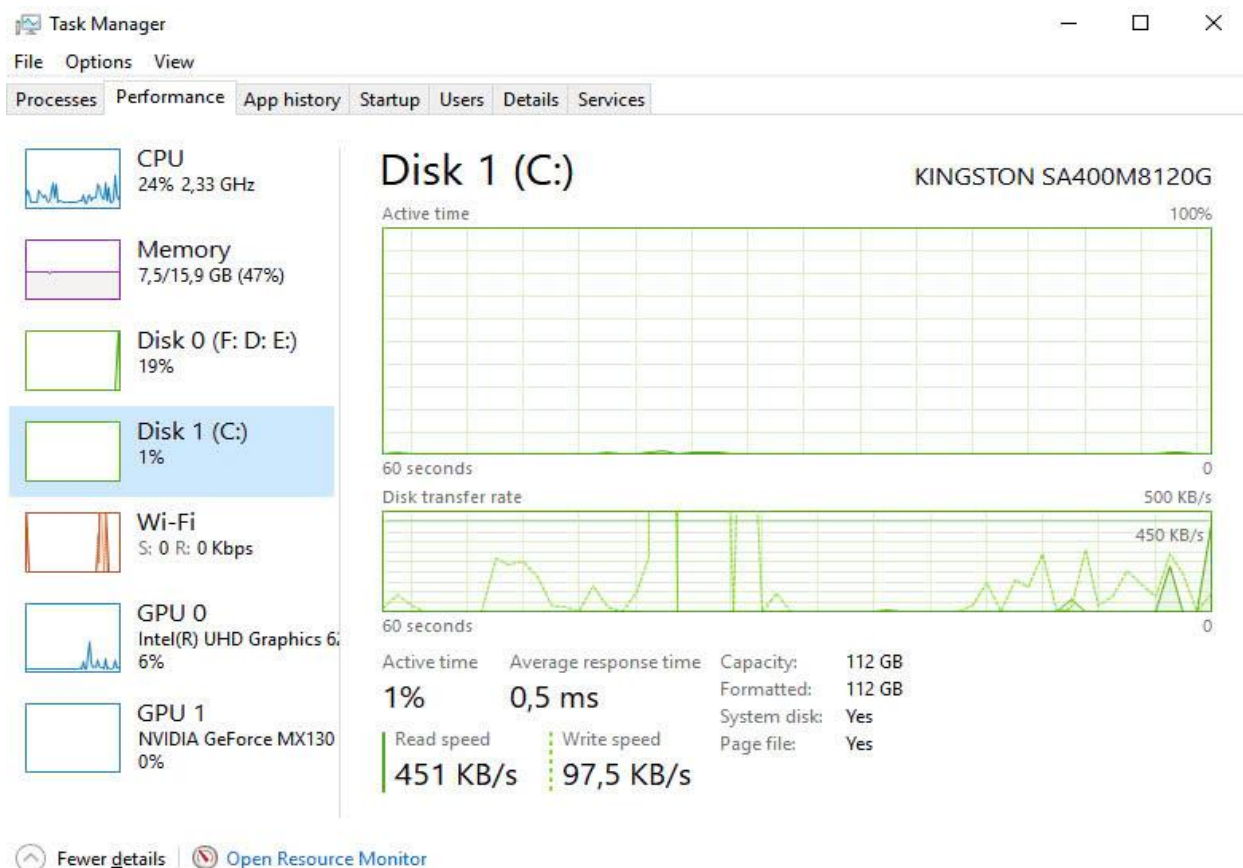 Task Manager
File Options View
Processes Performance App history Startup Users Details Services
CPU
24% 2,33 GHz
Memory
7,5/15,9 GB (47%)
Disk 0 (F: D: E:)
19%
Disk 1 (C:)
1%
Wi-Fi
S: 0 R: 0 Kbps
GPU 0
Intel(R) UHD Graphics 62
6%
GPU 1
NVIDIA GeForce MX130
0%
Disk 1 (C:) KINGSTON SA400M8120G
Active time 100%
60 seconds 0
Disk transfer rate 500 KB/s
450 KB/s
60 seconds 0
Active time Average response time
1% 0,5 ms
Read speed Write speed
451 KB/s 97,5 KB/s
Capacity: 112 GB
Formatted: 112 GB
System disk: Yes
Page file: Yes
Fewer details Open Resource Monitor